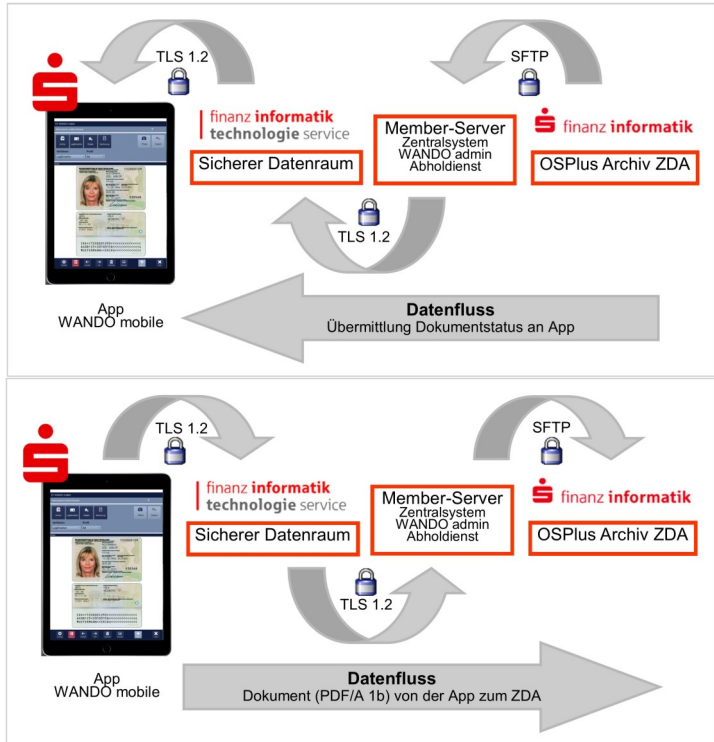 TLS 1.2
SFTP
finanz informatik
technologie service
Sicherer Datenraum
Member-Server
Zentralsystem
WANDO admin
Abholdienst
finanz informatik
OSPlus Archiv ZDA
TLS 1.2
App
WANDO mobile
Datenfluss
Übermittlung Dokumentstatus an App
TLS 1.2
SFTP
finanz informatik
technologie service
Sicherer Datenraum
Member-Server
Zentralsystem
WANDO admin
Abholdienst
finanz informatik
OSPlus Archiv ZDA
TLS 1.2
App
WANDO mobile
Datenfluss
Dokument (PDF/A 1b) von der App zum ZDA